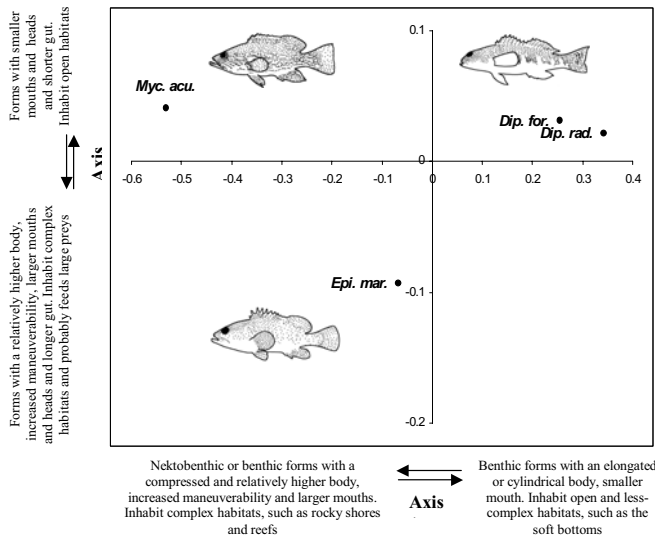 Forms with smaller
mouths and heads
and shorter gut.
Inhabit open habitats
Axis
Forms with a relatively higher body,
increased maneuverability, larger mouths
and heads and longer gut. Inhabit complex
habitats and probably feeds large preys
0.1
Myc. acu.
Dip. for.
Dip. rad.
0
-0.6 -0.5 -0.4 -0.3 -0.2 -0.1 0 0.1 0.2 0.3 0.4
Epi. mar.
-0.1
-0.2
Nektobenthic or benthic forms with a
compressed and relatively higher body,
increased maneuverability and larger mouths.
Inhabit complex habitats, such as rocky shores
and reefs
Axis
Benthic forms with an elongated
or cylindrical body, smaller
mouth. Inhabit open and less-
complex habitats, such as the
soft bottoms